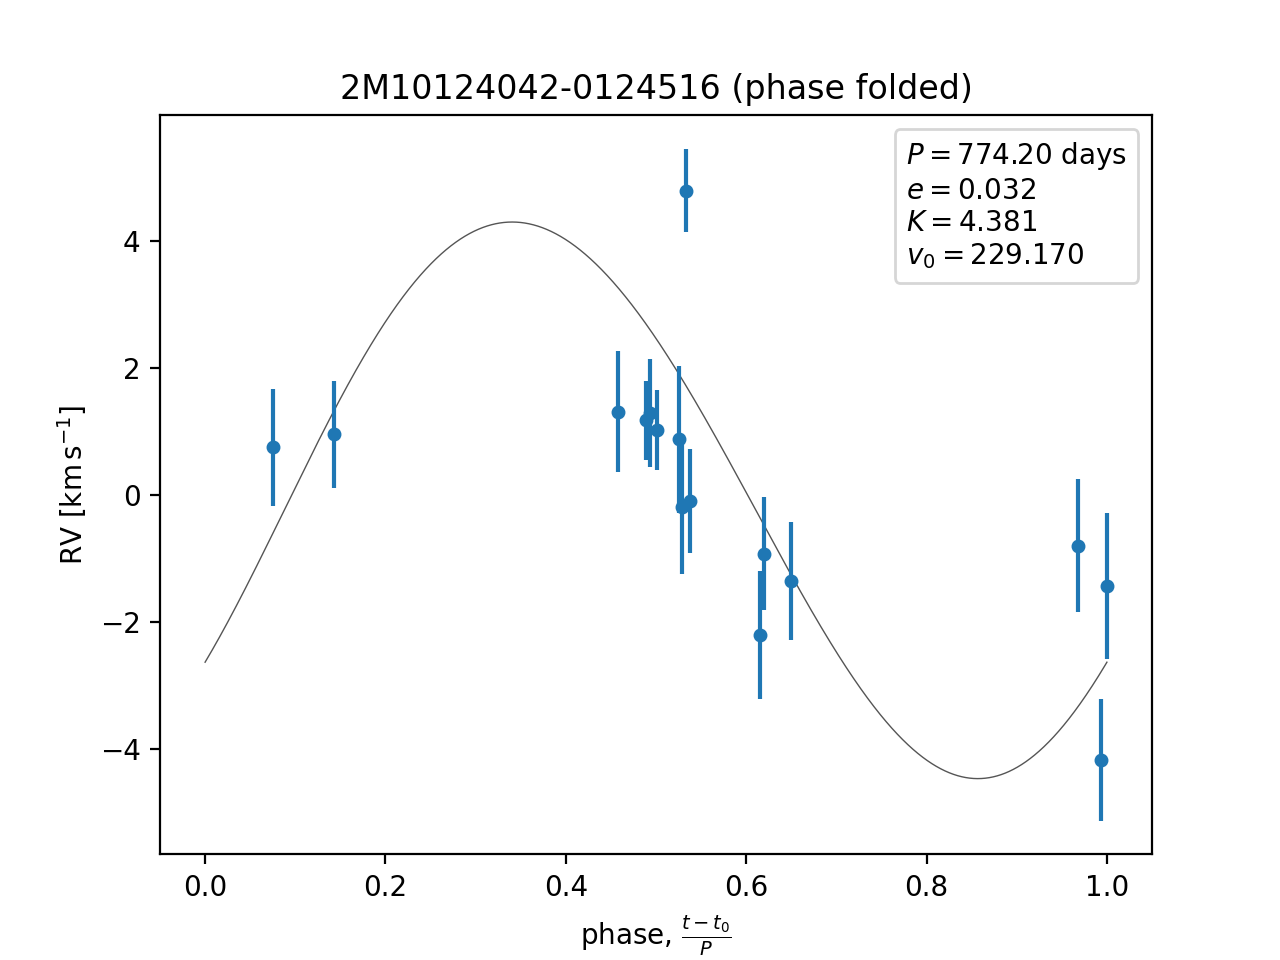 2M10124042-0124516 (phase folded)
P = 774.20 days
e = 0.032
K = 4.381
v₀ = 229.170
RV [km s⁻¹]
4
2
0
−2
−4
0.0 0.2 0.4 0.6 0.8 1.0
phase, (t − t₀)/P